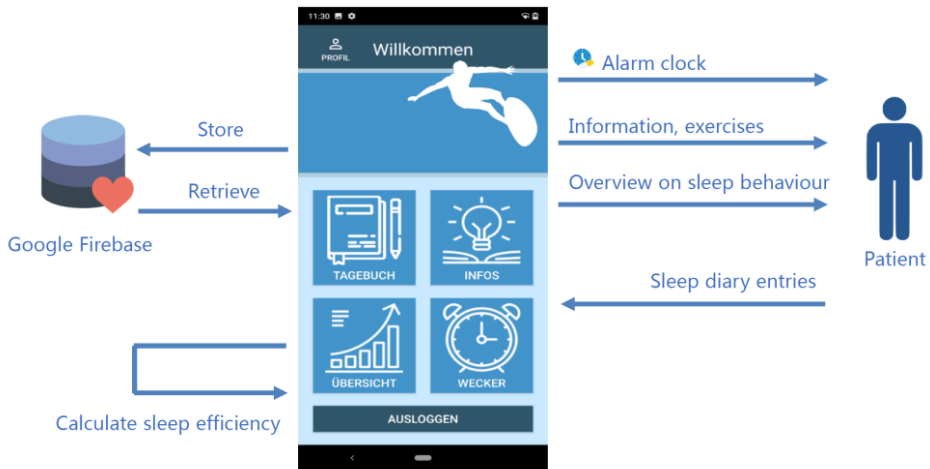 11:30
PROFIL
Willkommen
Alarm clock
Store
Information, exercises
Retrieve
Overview on sleep behaviour
Google Firebase
Patient
TAGEBUCH
INFOS
Sleep diary entries
ÜBERSICHT
WECKER
Calculate sleep efficiency
AUSLOGGEN